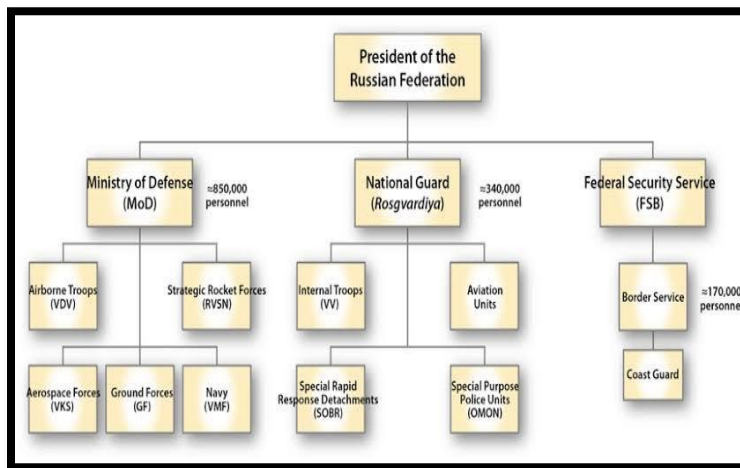 President of the
Russian Federation
Ministry of Defense
(MoD)
≈850,000
personnel
National Guard
(Rosgvardiya)
≈340,000
personnel
Federal Security Service
(FSB)
Airborne Troops
(VDV)
Strategic Rocket Forces
(RVSN)
Internal Troops
(VV)
Aviation
Units
Border Service
≈170,000
personnel
Aerospace Forces
(VKS)
Ground Forces
(GF)
Navy
(VMF)
Special Rapid
Response Detachments
(SOBR)
Special Purpose
Police Units
(OMON)
Coast Guard